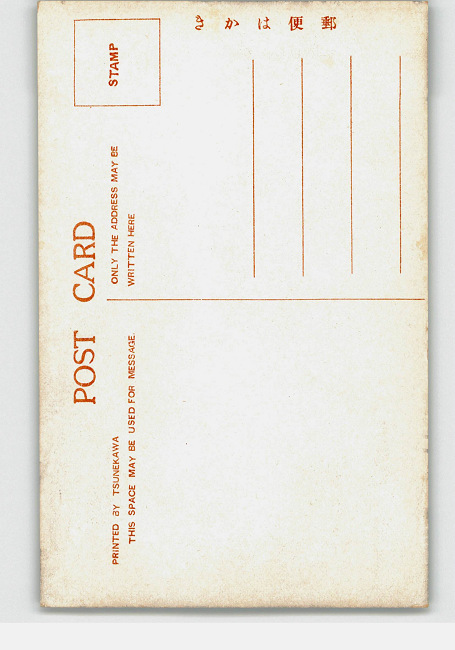 郵便はかき
STAMP
POST CARD
ONLY THE ADDRESS MAY BE
WRITTEN HERE
PRINTED BY TSUNEKAWA
THIS SPACE MAY BE USED FOR MESSAGE.